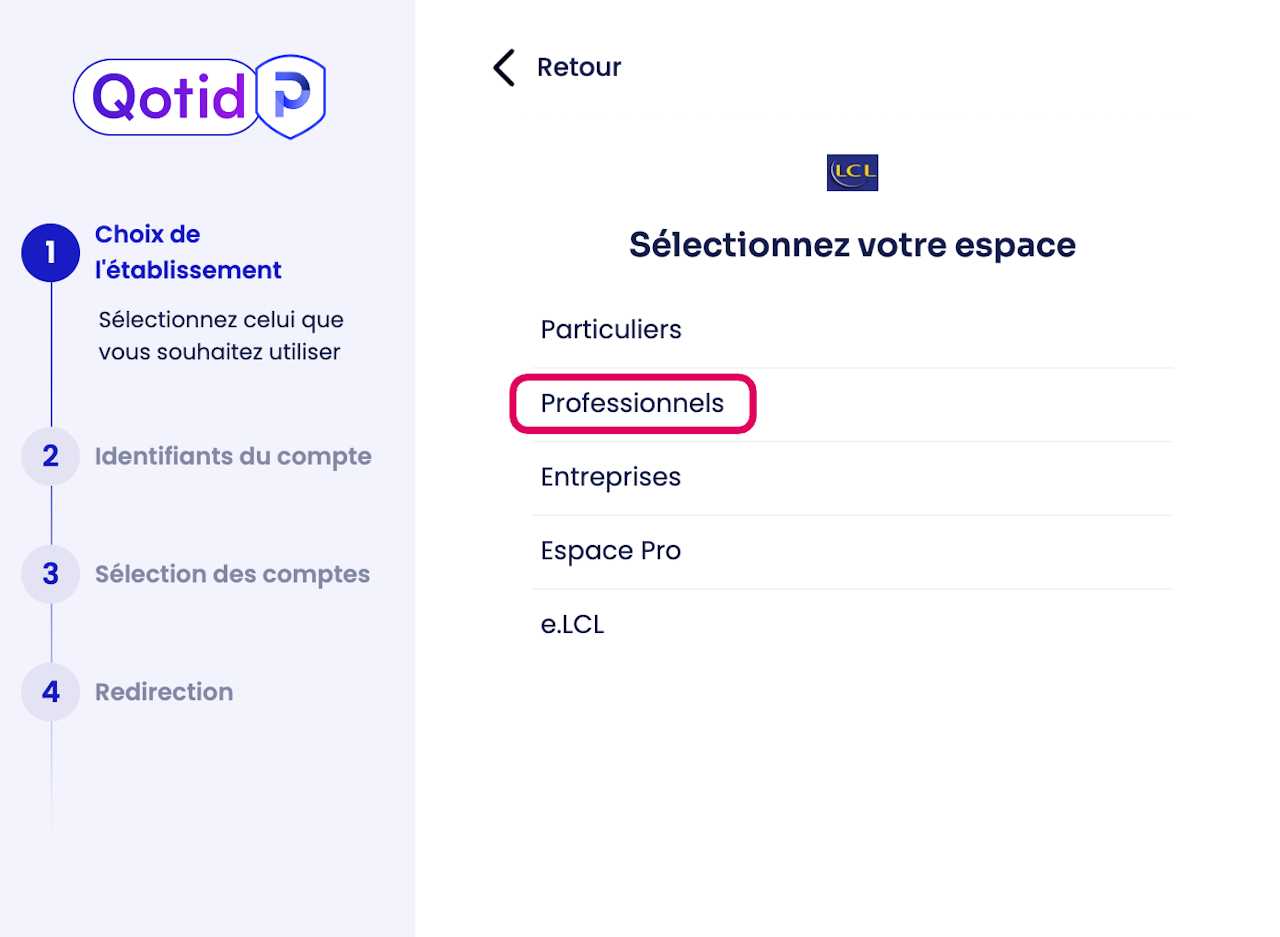 Qotid P
1
Choix de
l'établissement
Sélectionnez celui que
vous souhaitez utiliser
2
Identifiants du compte
3
Sélection des comptes
4
Redirection
Retour
LCL
Sélectionnez votre espace
Particuliers
Professionnels
Entreprises
Espace Pro
e.LCL